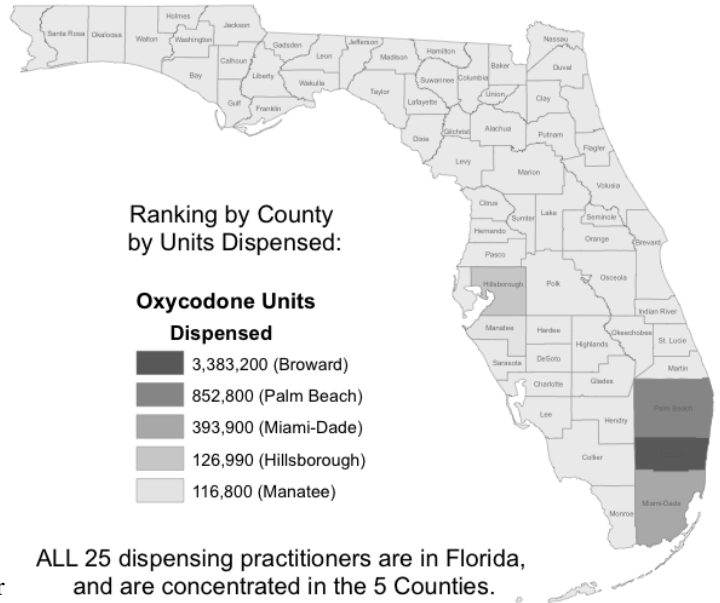 Holmes
Jackson
Santa Rosa
Okaloosa
Walton
Washington
Nassau
Gadsden
Jefferson
Leon
Madison
Hamilton
Calhoun
Baker
Duval
Bay
Liberty
Wakulla
Suwannee
Columbia
Taylor
Union
Clay
Gulf
Franklin
Lafayette
Gilchrist
Alachua
Putnam
Dixie
Flagler
Levy
Marion
Volusia
Citrus
Lake
Sumter
Seminole
Hernando
Orange
Brevard
Pasco
Osceola
Hillsborough
Polk
Indian River
Manatee
Hardee
Okeechobee
St. Lucie
Highlands
Sarasota
DeSoto
Martin
Charlotte
Glades
Palm Beach
Lee
Hendry
Collier
Miami-Dade
Monroe
Ranking by County
by Units Dispensed:
Oxycodone Units
Dispensed
3,383,200 (Broward)
852,800 (Palm Beach)
393,900 (Miami-Dade)
126,990 (Hillsborough)
116,800 (Manatee)
ALL 25 dispensing practitioners are in Florida,
r and are concentrated in the 5 Counties.